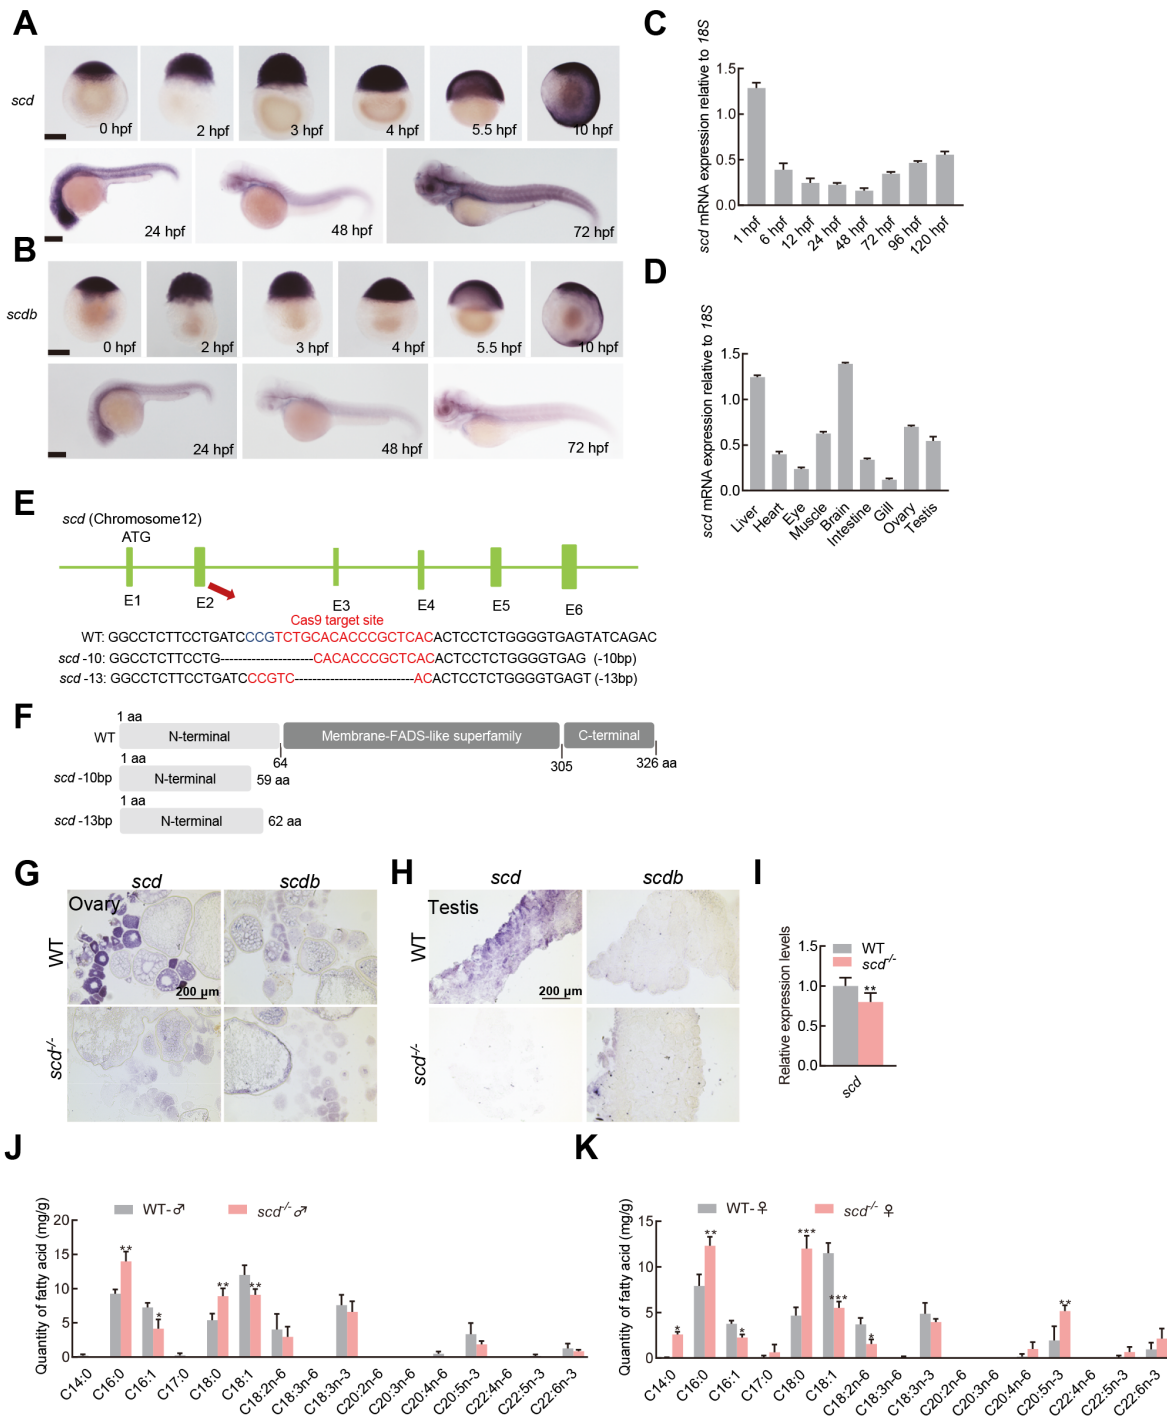 A
scd
0 hpf
2 hpf
3 hpf
4 hpf
5.5 hpf
10 hpf
24 hpf
48 hpf
72 hpf
B
scdb
0 hpf
2 hpf
3 hpf
4 hpf
5.5 hpf
10 hpf
24 hpf
48 hpf
72 hpf
C
scd mRNA expression relative to 18S
1.5
1.0
0.5
0.0
1 hpf
6 hpf
12 hpf
24 hpf
48 hpf
72 hpf
96 hpf
120 hpf
D
scd mRNA expression relative to 18S
1.5
1.0
0.5
0.0
Liver
Heart
Eye
Muscle
Brain
Intestine
Gill
Ovary
Testis
E
scd (Chromosome12)
ATG
E1
E2
E3
E4
E5
E6
Cas9 target site
WT: GGCCTCTTCCTGATCCCGTCTGCACACCCGCTCACACTCCTCTGGGGTGAGTATCAGAC
scd -10: GGCCTCTTCCTG--------------------CACACCCGCTCACACTCCTCTGGGGTGAG (-10bp)
scd -13: GGCCTCTTCCTGATCCCGTC--------------------------ACACTCCTCTGGGGTGAGT (-13bp)
F
1 aa
WT
N-terminal
Membrane-FADS-like superfamily
C-terminal
64
305
326 aa
1 aa
scd -10bp
N-terminal
59 aa
1 aa
scd -13bp
N-terminal
62 aa
G
scd
scdb
Ovary
WT
200 μm
scd-/-
H
scd
scdb
Testis
WT
200 μm
scd-/-
I
Relative expression levels
WT
scd-/-
1.5
1.0
0.5
0.0
**
scd
J
Quantity of fatty acid (mg/g)
WT-♂
scd-/- ♂
20
15
10
5
0
**
*
**
**
C14:0
C16:0
C16:1
C17:0
C18:0
C18:1
C18:2n-6
C18:3n-6
C18:3n-3
C20:2n-6
C20:3n-6
C20:4n-6
C20:5n-3
C22:4n-6
C22:5n-3
C22:6n-3
K
Quantity of fatty acid (mg/g)
WT-♀
scd-/- ♀
15
10
5
0
*
**
*
***
***
*
**
C14:0
C16:0
C16:1
C17:0
C18:0
C18:1
C18:2n-6
C18:3n-6
C18:3n-3
C20:2n-6
C20:3n-6
C20:4n-6
C20:5n-3
C22:4n-6
C22:5n-3
C22:6n-3